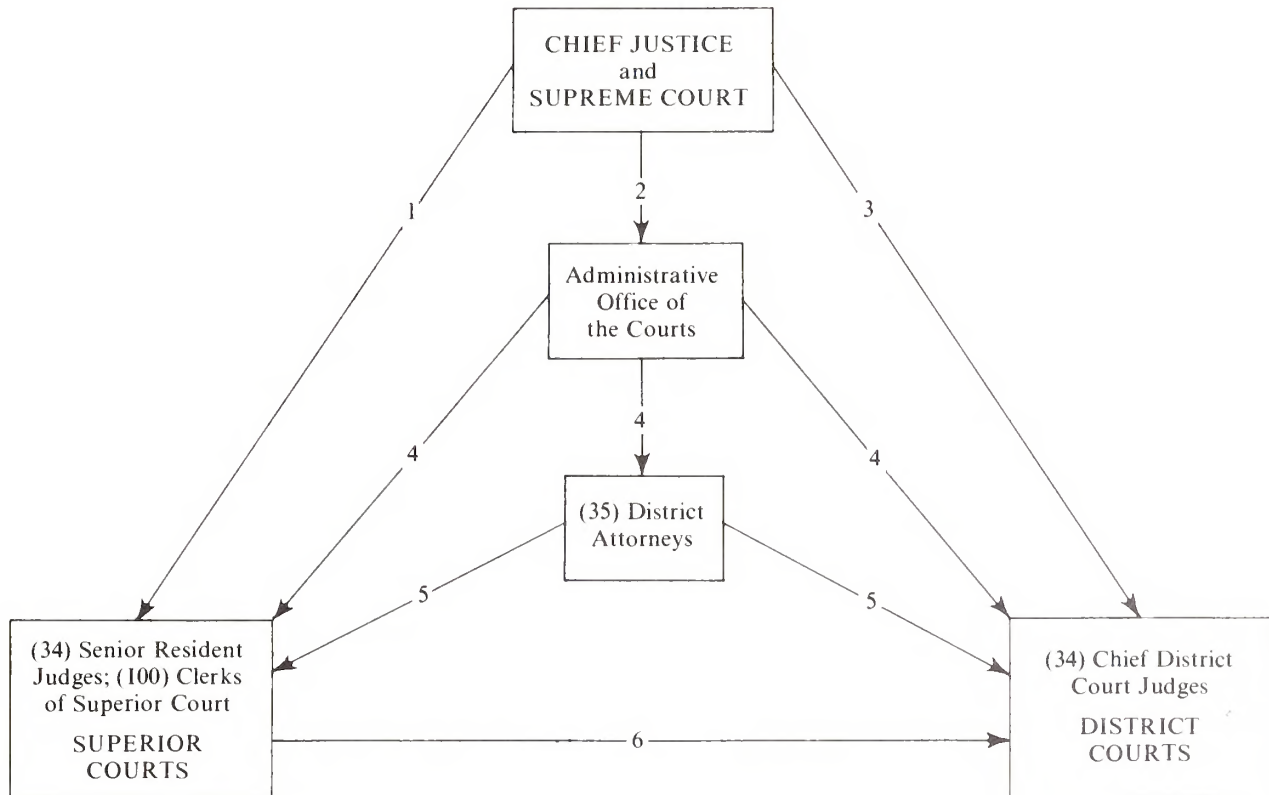 CHIEF JUSTICE
and
SUPREME COURT
1
2
3
Administrative
Office of
the Courts
4
4
4
(35) District
Attorneys
5
5
(34) Senior Resident
Judges; (100) Clerks
of Superior Court
SUPERIOR
COURTS
6
(34) Chief District
Court Judges
DISTRICT
COURTS